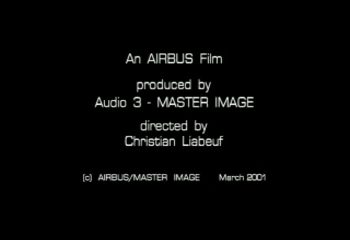 An AIRBUS Film
produced by
Audio 3 - MASTER IMAGE
directed by
Christian Liabeuf
(c) AIRBUS/MASTER IMAGE March 2001